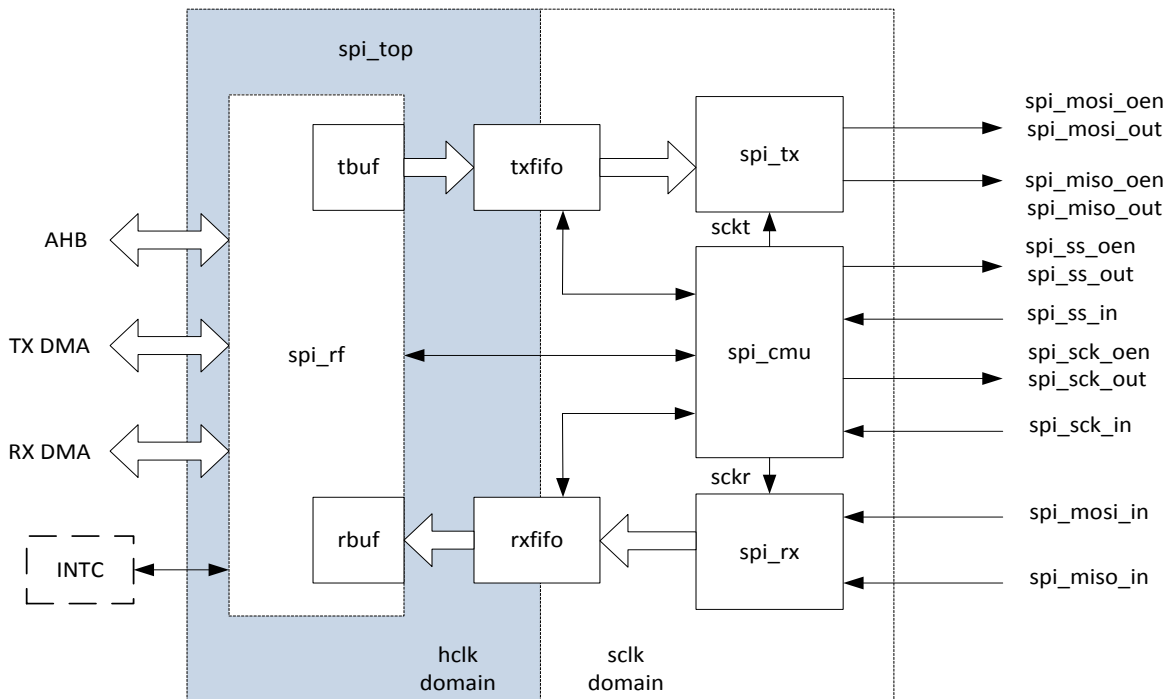 spi_top
spi_mosi_oen
spi_mosi_out
tbuf
txfifo
spi_tx
spi_miso_oen
spi_miso_out
sckt
AHB
spi_ss_oen
spi_ss_out
spi_ss_in
TX DMA
spi_rf
spi_cmu
spi_sck_oen
spi_sck_out
spi_sck_in
RX DMA
sckr
spi_mosi_in
rbuf
rxfifo
spi_rx
INTC
spi_miso_in
hclk
domain
sclk
domain